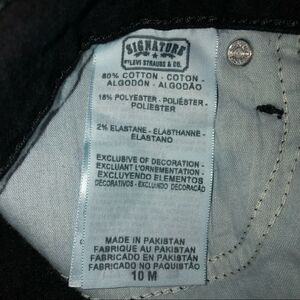 SIGNATURE
BY LEVI STRAUSS & CO.
80% COTTON - COTON -
ALGODÓN - ALGODÃO
18% POLYESTER - POLIÉSTER -
POLIESTER
2% ELASTANE - ELASTHANNE -
ELASTANO
EXCLUSIVE OF DECORATION -
EXCLUANT L'ORNEMENTATION -
EXCLUYENDO ELEMENTOS
DECORATIVOS - EXCLUINDO DECORAÇÃO
MADE IN PAKISTAN
FABRIQUE AU PAKISTAN
FABRICADO EN PAKISTÁN
FABRICADO NO PAQUISTÃO
10 M